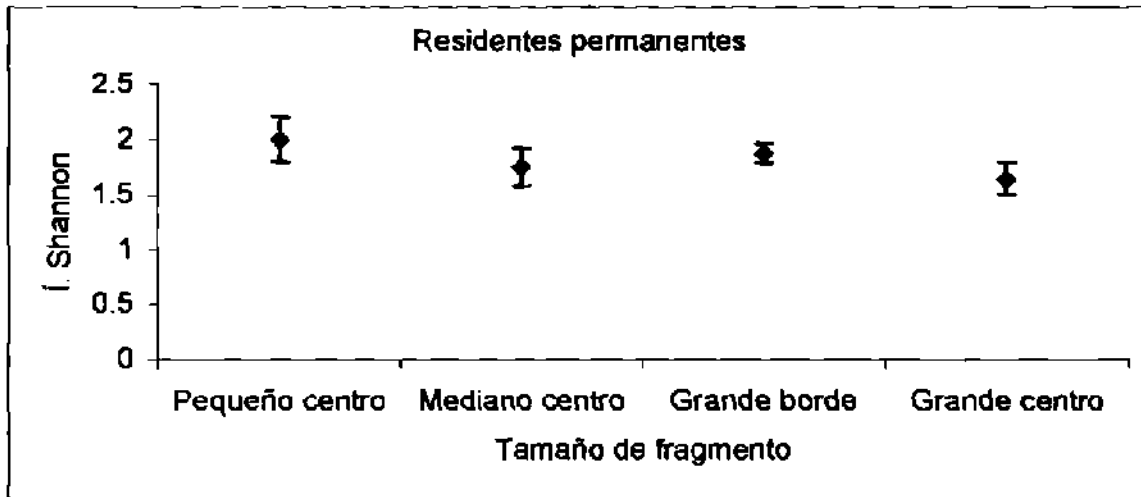 Residentes permanentes
2.5
2
1.5
1
0.5
0
Í. Shannon
Pequeño centro Mediano centro Grande borde Grande centro
Tamaño de fragmento